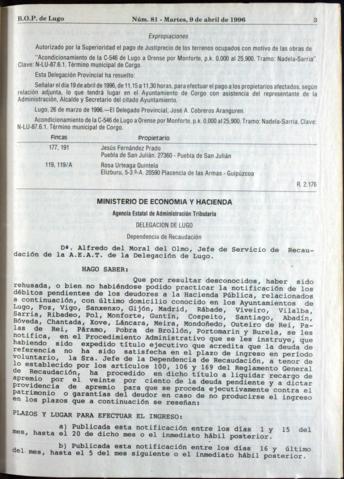 B.O.P. de Lugo Núm. 81 - Martes, 9 de abril de 1996 3
Expropiaciones
Autorizado por la Superioridad el pago de Justiprecio de los terrenos ocupados con motivo de las obras de
"Acondicionamiento de la C-546 de Lugo a Orense por Monforte, p.k. 0,000 al 25,900. Tramo: Nadela-Sarria".
Clave: N-LU-87.6.1. Término municipal de Corgo.
Esta Delegación Provincial ha resuelto:
Señalar el día 19 de abril de 1996, de 11,15 a 11,30 horas, para efectuar el pago a los propietarios afectados, según
relación adjunta, lo que tendrá lugar en el Ayuntamiento de Corgo con asistencia del representante de la
Administración, Alcalde y Secretario del citado Ayuntamiento.
Lugo, 26 de marzo de 1996.—El Delegado Provincial, José A. Cobreros Aranguren.
Acondicionamiento de la C-546 de Lugo a Orense por Monforte, p.k. 0,000 al 25,900. Tramo: Nadela-Sarria. Clave:
N-LU-87.6.1. Término municipal de Corgo.
Fincas Propietario
177, 191 Jesús Fernández Prado
Puebla de San Julián. 27360 - Puebla de San Julián
119, 119/A Rosa Urteaga Quintela
Elizburu, 5-3.º-A. 20590 Placencia de las Armas - Guipúzcoa
R. 2.176
MINISTERIO DE ECONOMIA Y HACIENDA
Agencia Estatal de Administración Tributaria
DELEGACION DE LUGO
Dependencia de Recaudación
Dª. Alfredo del Moral del Olmo, Jefe de Servicio de Recau-
dación de la A.E.A.T. de la Delegación de Lugo.
HAGO SABER:
Que por resultar desconocidos, haber sido
rehusada, o bien no habiéndose podido practicar la notificación de los
débitos pendientes de los deudores a la Hacienda Pública, relacionados
a continuación, con último domicilio conocido en los Ayuntamientos de
Lugo, Foz, Vigo, Sanxenxo, Gijón, Madrid, Rábade, Viveiro, Vilalba,
Sarria, Ribadeo, Pol, Monforte, Guntín, Cospeito, Santiago, Abadín,
Lóveda, Chantada, Xove, Láncara, Meira, Mondoñedo, Outeiro de Rei, Pa-
las de Rei, Páramo, Pobra de Brollón, Portomarín y Burela, se les
notifica, en el Procedimiento Administrativo que se les instruye, que
habiendo sido expedido título ejecutivo que acredita que la deuda de
referencia no ha sido satisfecha en el plazo de ingreso en período
voluntario, la Sra. Jefe de la Dependencia de Recaudación, a tenor de
lo establecido por los artículos 100, 106 y 169 del Reglamento General
de Recaudación, ha procedido en dicho título a liquidar recargo de
apremio por el veinte por ciento de la deuda pendiente y a dictar
providencia de apremio para que se proceda ejecutivamente contra el
patrimonio o garantías del deudor en caso de no producirse el ingreso
en los plazos que a continuación se reseñan:
PLAZOS Y LUGAR PARA EFECTUAR EL INGRESO:
a) Publicada esta notificación entre los días 1 y 15 del
mes, hasta el 20 de dicho mes o el inmediato hábil posterior.
b) Publicada esta notificación entre los días 16 y último
del mes, hasta el 5 del mes siguiente o el inmediato hábil posterior.